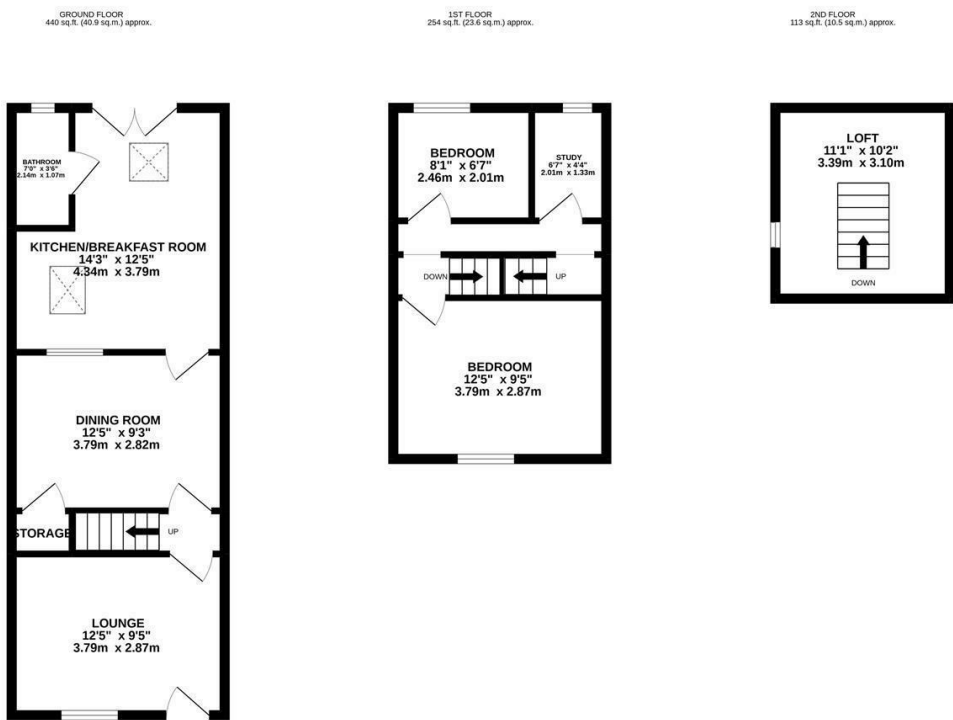 GROUND FLOOR
440 sq.ft. (40.9 sq.m.) approx.
1ST FLOOR
254 sq.ft. (23.6 sq.m.) approx.
2ND FLOOR
113 sq.ft. (10.5 sq.m.) approx.
BATHROOM
7'0" x 3'6"
2.14m x 1.07m
KITCHEN/BREAKFAST ROOM
14'3" x 12'5"
4.34m x 3.79m
DINING ROOM
12'5" x 9'3"
3.79m x 2.82m
STORAGE
UP
LOUNGE
12'5" x 9'5"
3.79m x 2.87m
BEDROOM
8'1" x 6'7"
2.46m x 2.01m
STUDY
6'7" x 4'4"
2.01m x 1.33m
DOWN
UP
BEDROOM
12'5" x 9'5"
3.79m x 2.87m
LOFT
11'1" x 10'2"
3.39m x 3.10m
DOWN